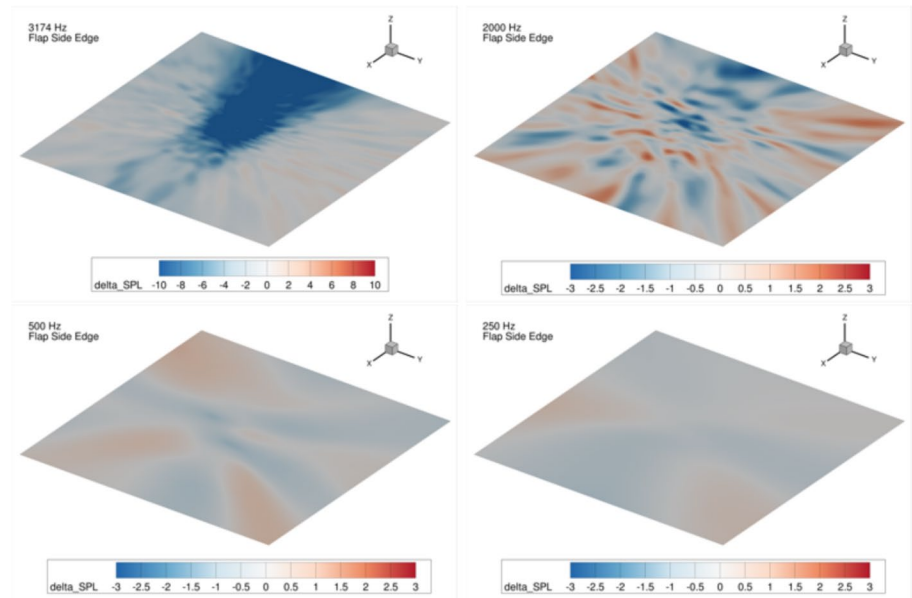 3174 Hz
Flap Side Edge
Z
X
Y
delta_SPL -10 -8 -6 -4 -2 0 2 4 6 8 10
2000 Hz
Flap Side Edge
Z
X
Y
delta_SPL -3 -2.5 -2 -1.5 -1 -0.5 0 0.5 1 1.5 2 2.5 3
500 Hz
Flap Side Edge
Z
X
Y
delta_SPL -3 -2.5 -2 -1.5 -1 -0.5 0 0.5 1 1.5 2 2.5 3
250 Hz
Flap Side Edge
Z
X
Y
delta_SPL -3 -2.5 -2 -1.5 -1 -0.5 0 0.5 1 1.5 2 2.5 3